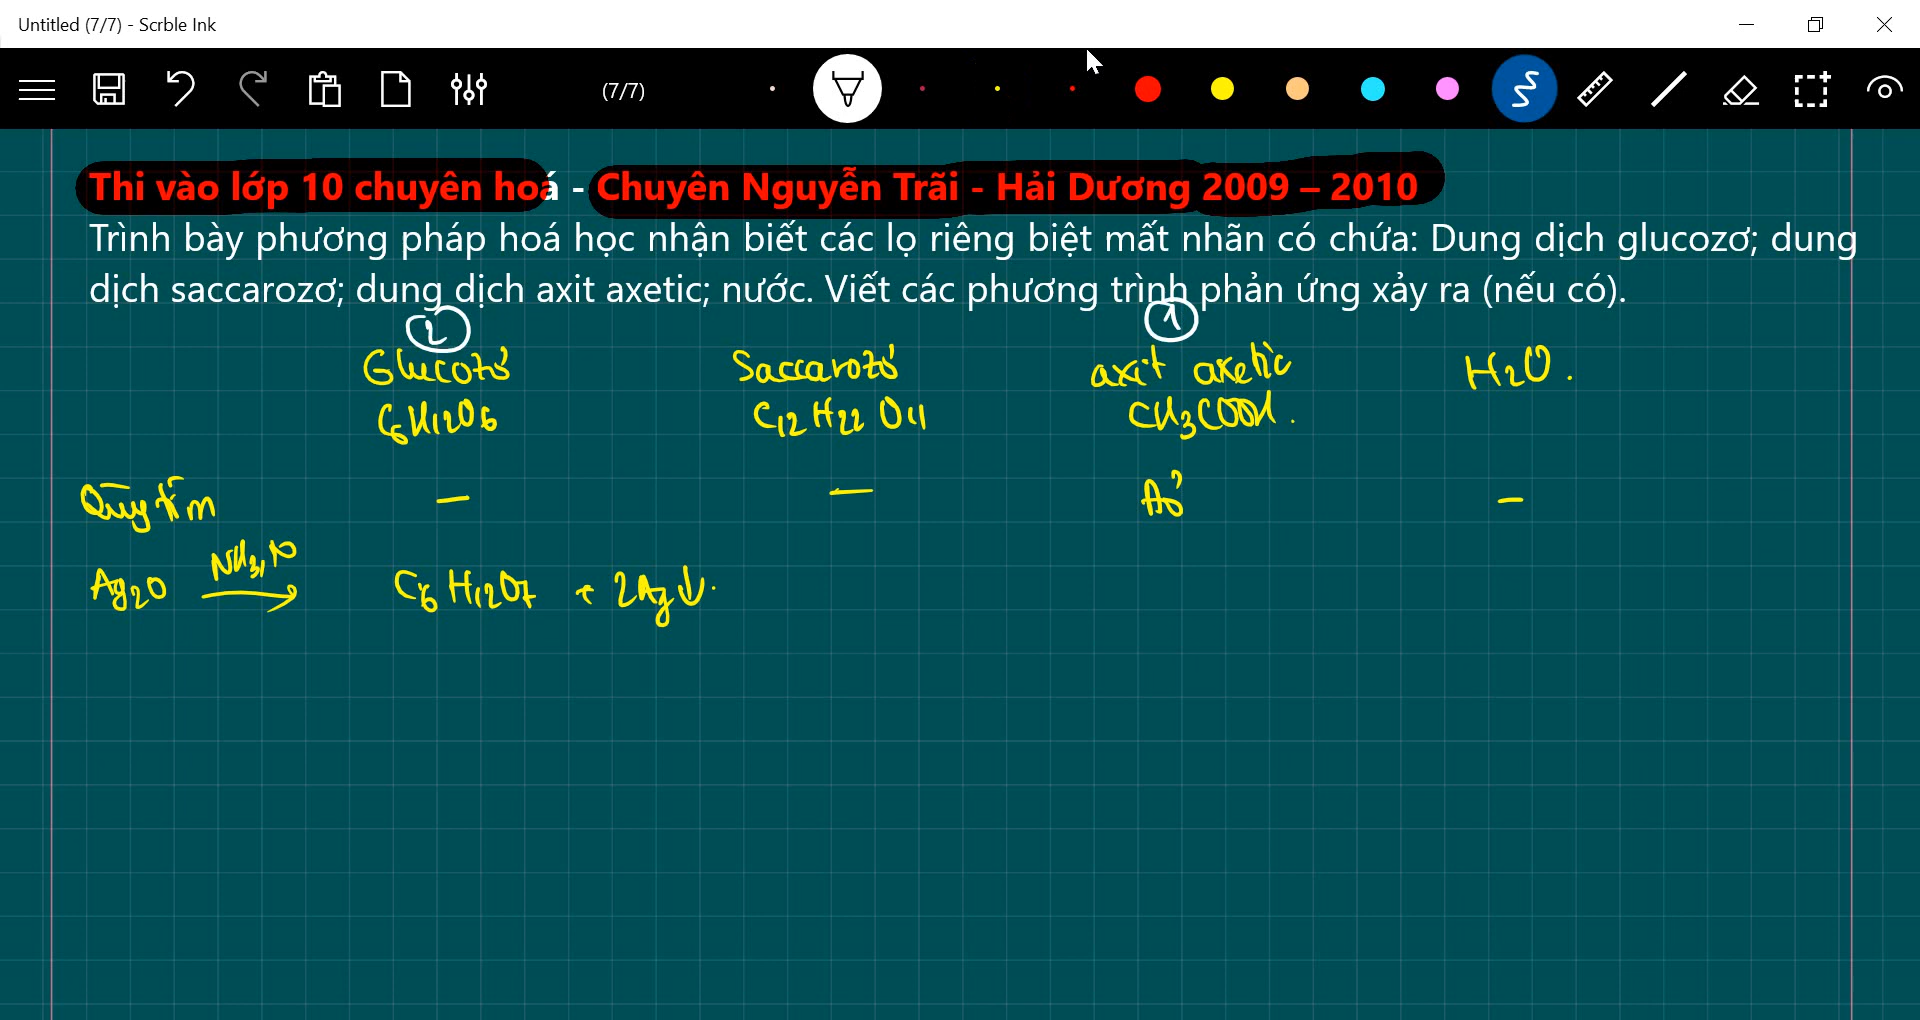 Untitled (7/7) - Scrble Ink
(7/7)
Thi vào lớp 10 chuyên hoá - Chuyên Nguyễn Trãi - Hải Dương 2009 – 2010
Trình bày phương pháp hoá học nhận biết các lọ riêng biệt mất nhãn có chứa: Dung dịch glucozơ; dung
dịch saccarozơ; dung dịch axit axetic; nước. Viết các phương trình phản ứng xảy ra (nếu có).
2 1
Glucozơ Saccarozơ axit axetic H2O.
C6H12O6 C12H22O11 CH3COOH.
Quỳ tím — — Đỏ —
NH3, to
Ag2O → C6H12O7 + 2Ag↓.